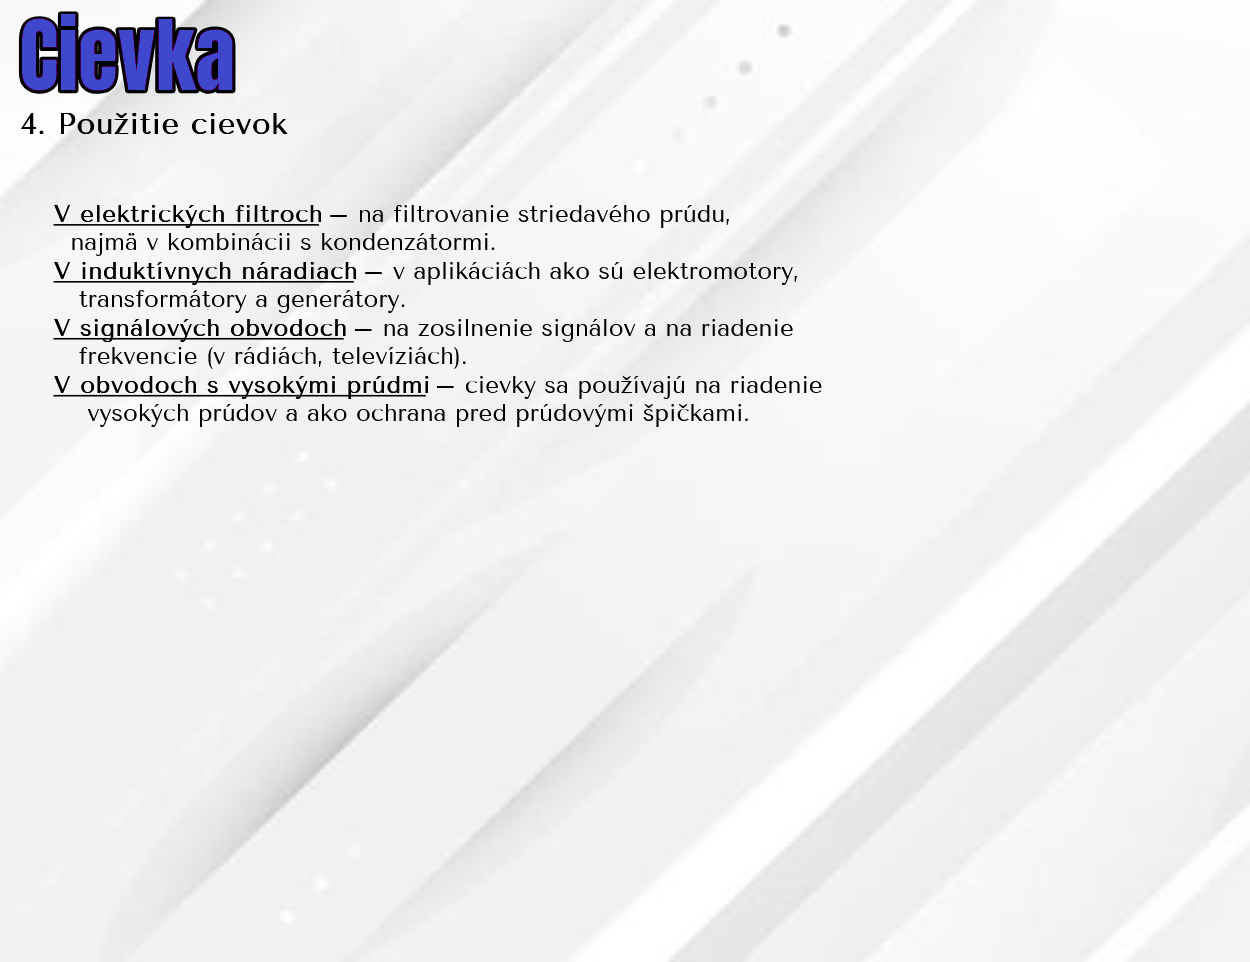 Cievka
4. Použitie cievok
V elektrických filtroch – na filtrovanie striedavého prúdu,
najmä v kombinácii s kondenzátormi.
V induktívnych náradiach – v aplikáciách ako sú elektromotory,
transformátory a generátory.
V signálových obvodoch – na zosilnenie signálov a na riadenie
frekvencie (v rádiách, televíziách).
V obvodoch s vysokými prúdmi – cievky sa používajú na riadenie
vysokých prúdov a ako ochrana pred prúdovými špičkami.